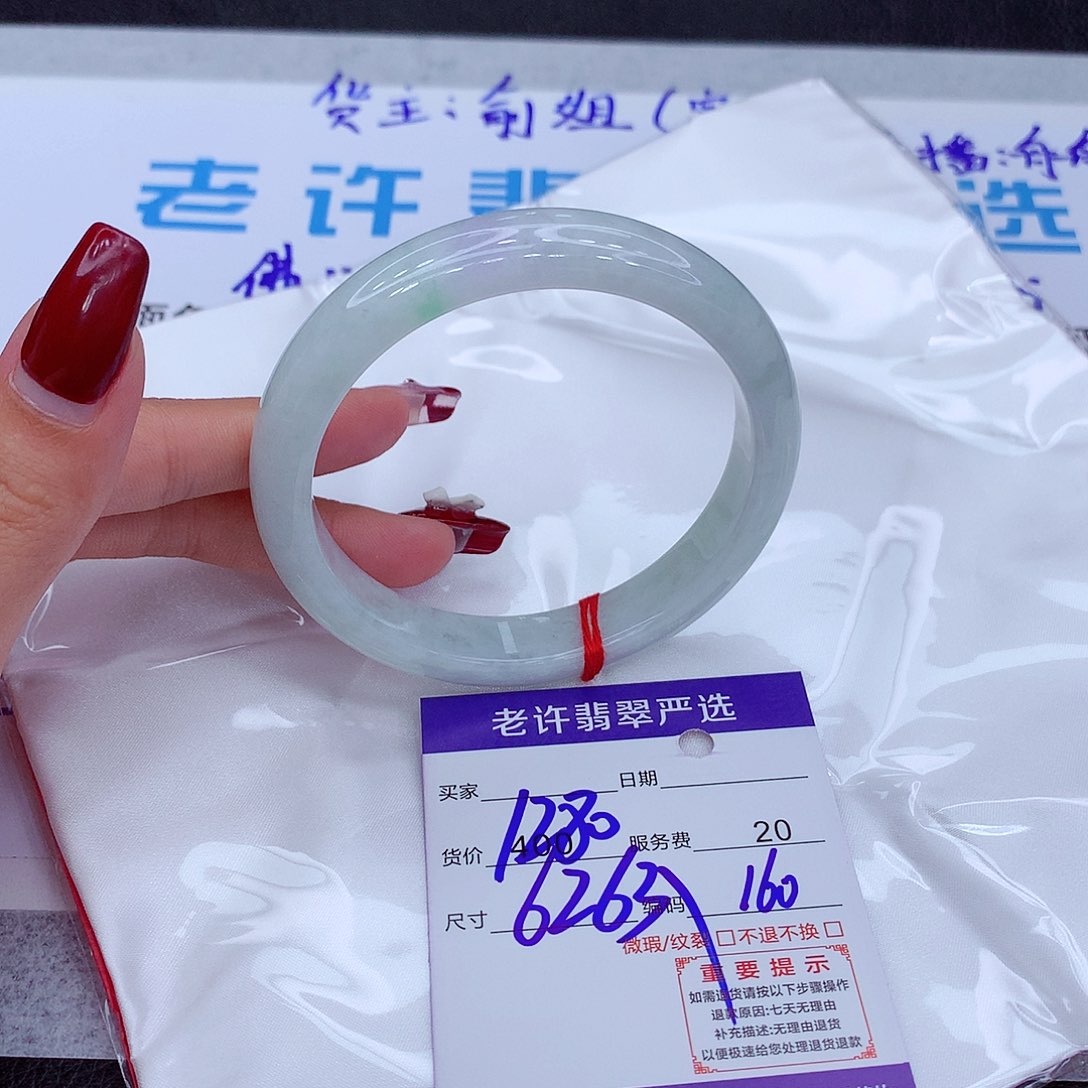 货主：俞姐（
播：舟
老许翡 选
佛
老许翡翠严选
买家 日期
货价 400 1280 服务费 20
尺寸 6263 编码 160
微瑕/纹裂 □不退不换 □
重要提示
如需退货请按以下步骤操作
退款原因:七天无理由
补充描述:无理由退货
以便极速给您处理退货退款